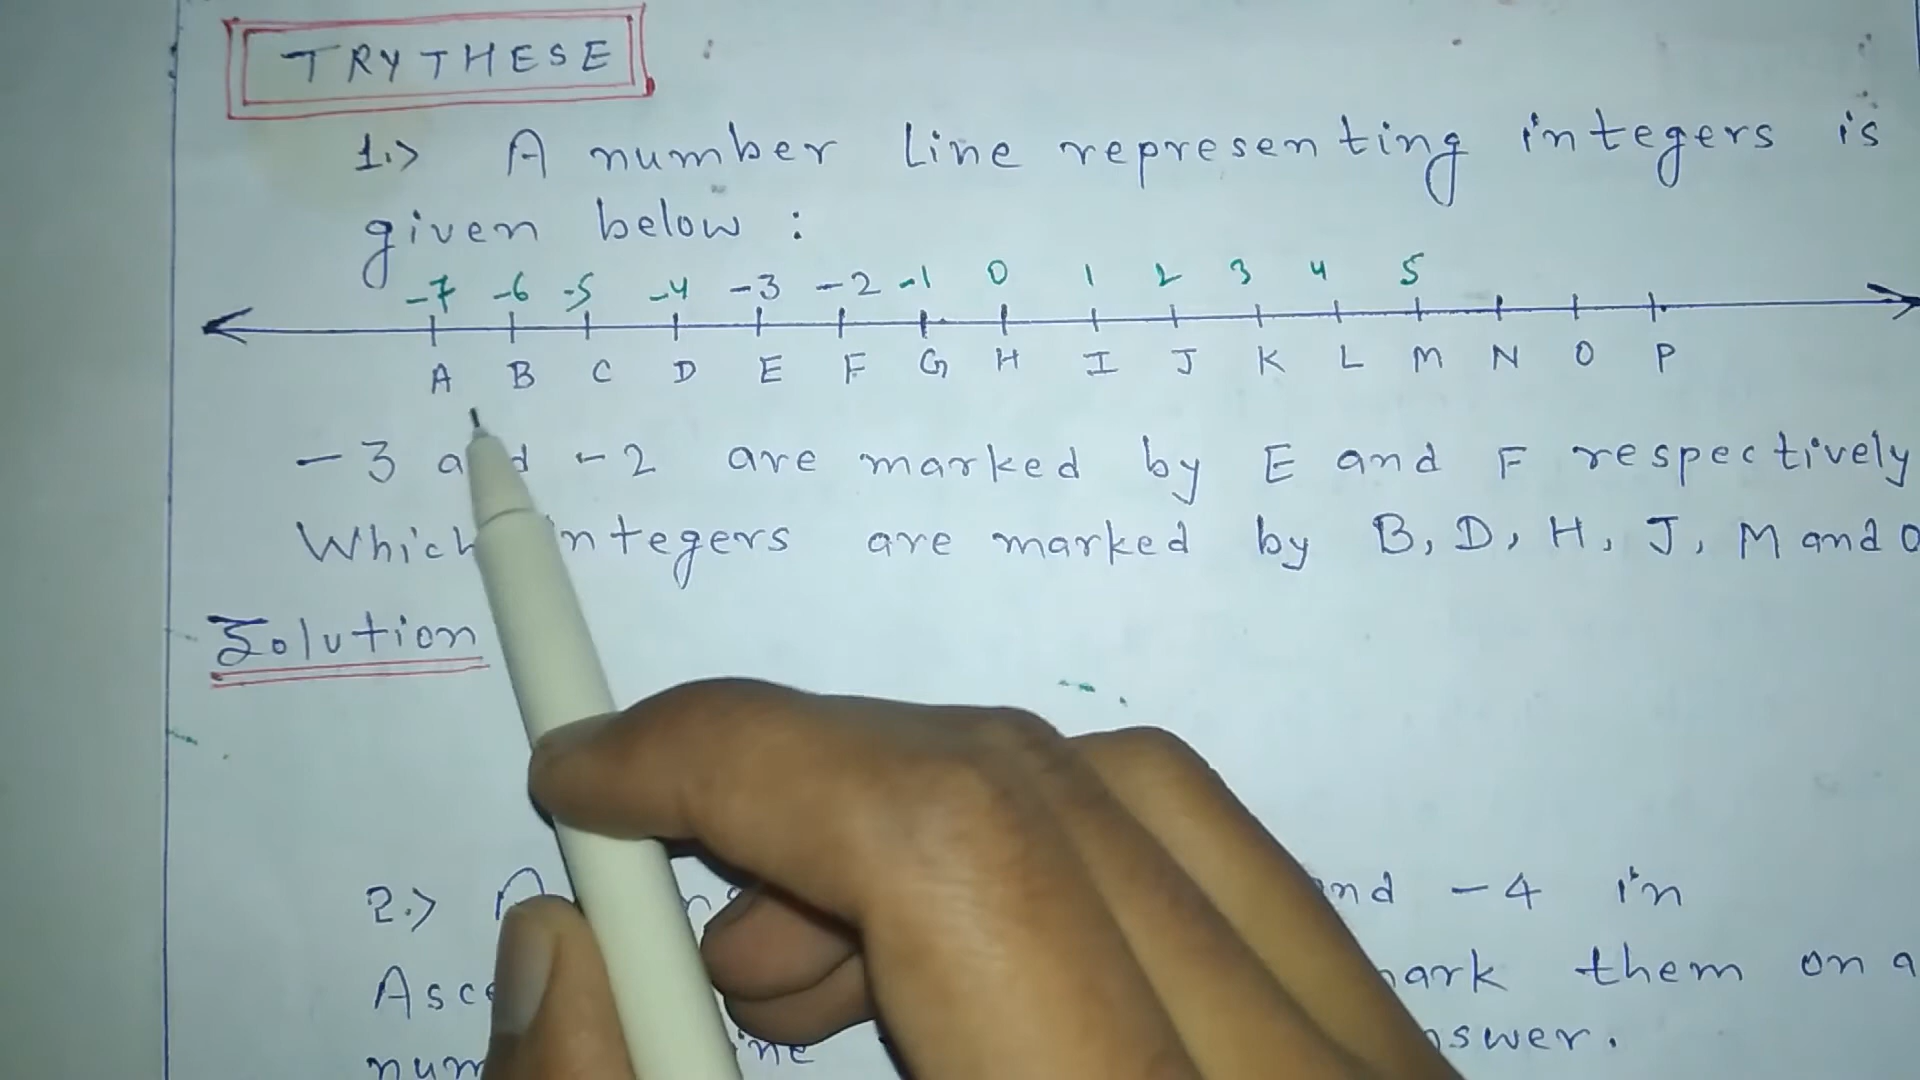 TRY THESE
1.> A number line representing integers is
given below :
-7 -6 -5 -4 -3 -2 -1 0 1 2 3 4 5
A B C D E F G H I J K L M N O P
-3 and -2 are marked by E and F respectively
Which integers are marked by B, D, H, J, M and O
Solution
2.> and -4 in
mark them on a
answer.